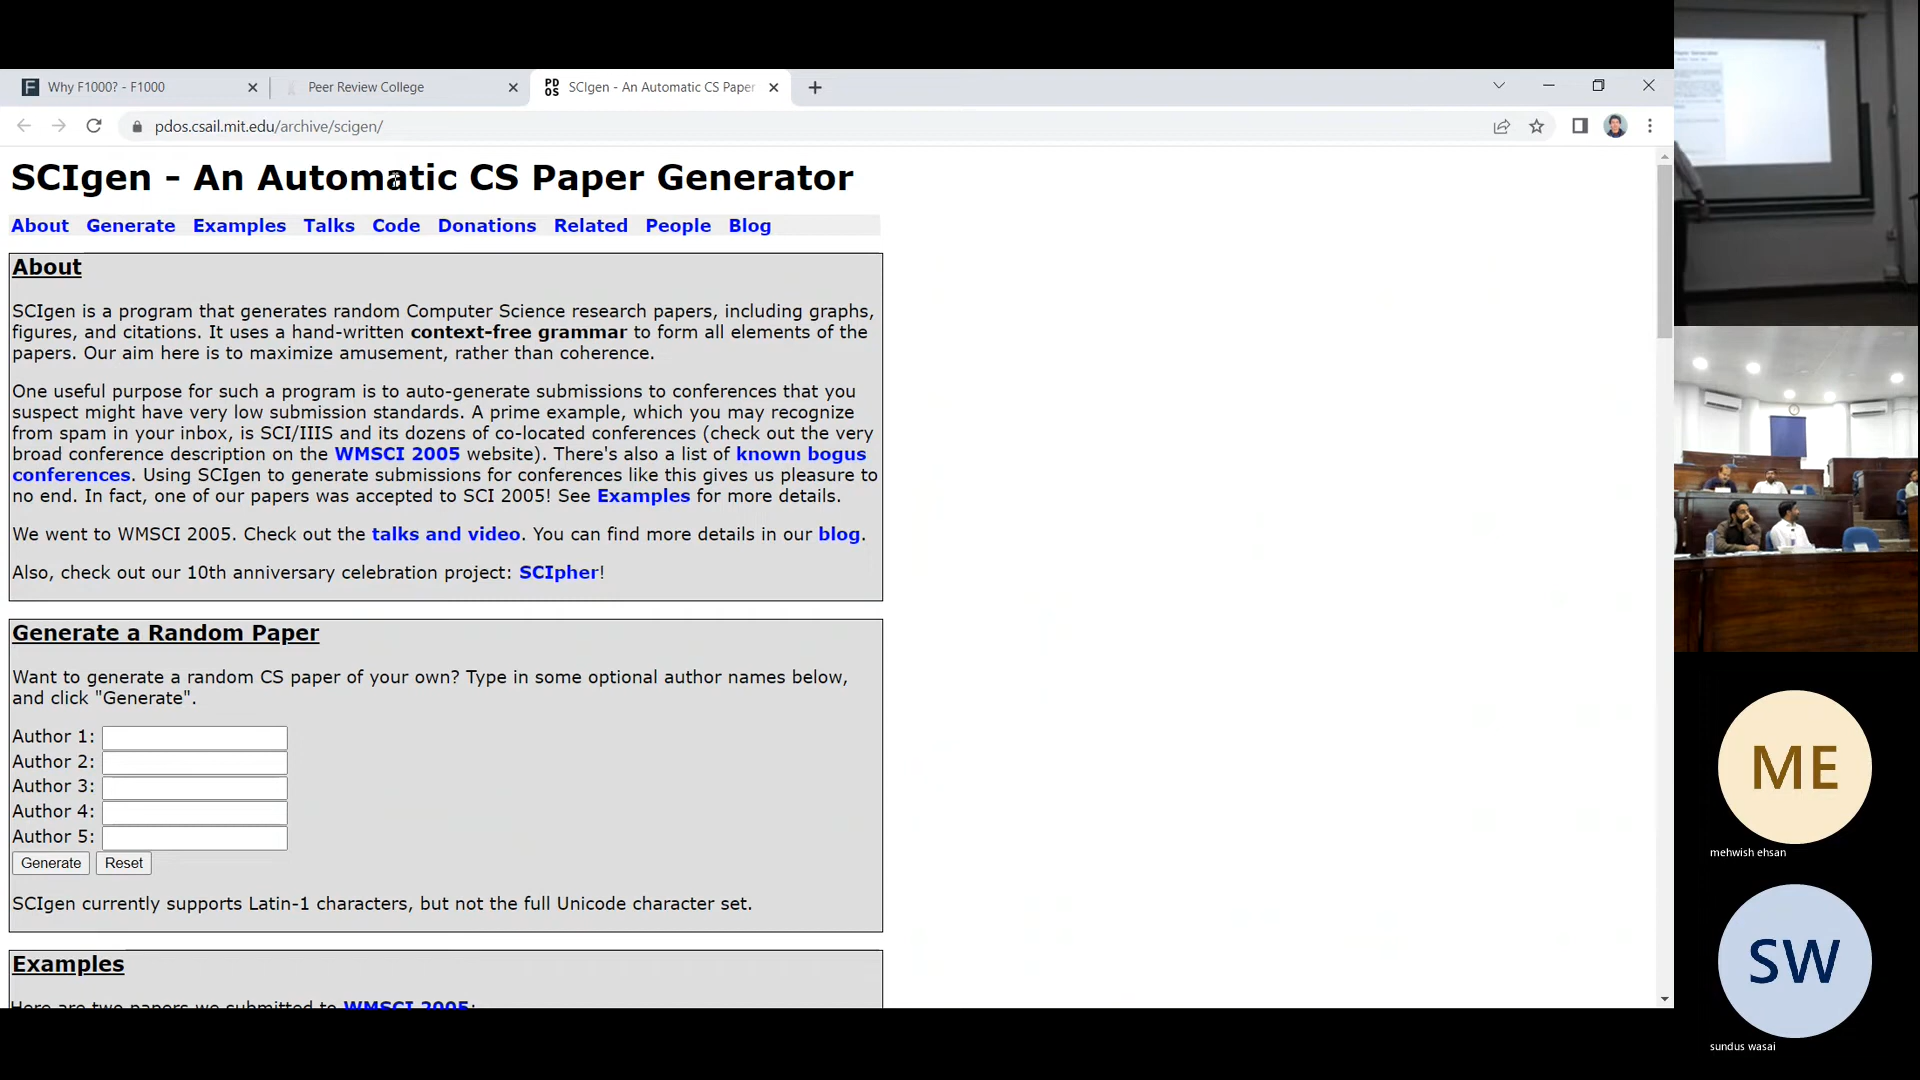 Why F1000? - F1000
Peer Review College
PD OS
SCIgen - An Automatic CS Paper
pdos.csail.mit.edu/archive/scigen/
SCIgen - An Automatic CS Paper Generator
About Generate Examples Talks Code Donations Related People Blog
About
SCIgen is a program that generates random Computer Science research papers, including graphs,
figures, and citations. It uses a hand-written context-free grammar to form all elements of the
papers. Our aim here is to maximize amusement, rather than coherence.
One useful purpose for such a program is to auto-generate submissions to conferences that you
suspect might have very low submission standards. A prime example, which you may recognize
from spam in your inbox, is SCI/IIIS and its dozens of co-located conferences (check out the very
broad conference description on the WMSCI 2005 website). There's also a list of known bogus
conferences. Using SCIgen to generate submissions for conferences like this gives us pleasure to
no end. In fact, one of our papers was accepted to SCI 2005! See Examples for more details.
We went to WMSCI 2005. Check out the talks and video. You can find more details in our blog.
Also, check out our 10th anniversary celebration project: SCIpher!
Generate a Random Paper
Want to generate a random CS paper of your own? Type in some optional author names below,
and click "Generate".
Author 1:
Author 2:
Author 3:
Author 4:
Author 5:
Generate Reset
SCIgen currently supports Latin-1 characters, but not the full Unicode character set.
Examples
Here are two papers we submitted to WMSCI 2005:
ME
mehwish ehsan
SW
sundus wasai